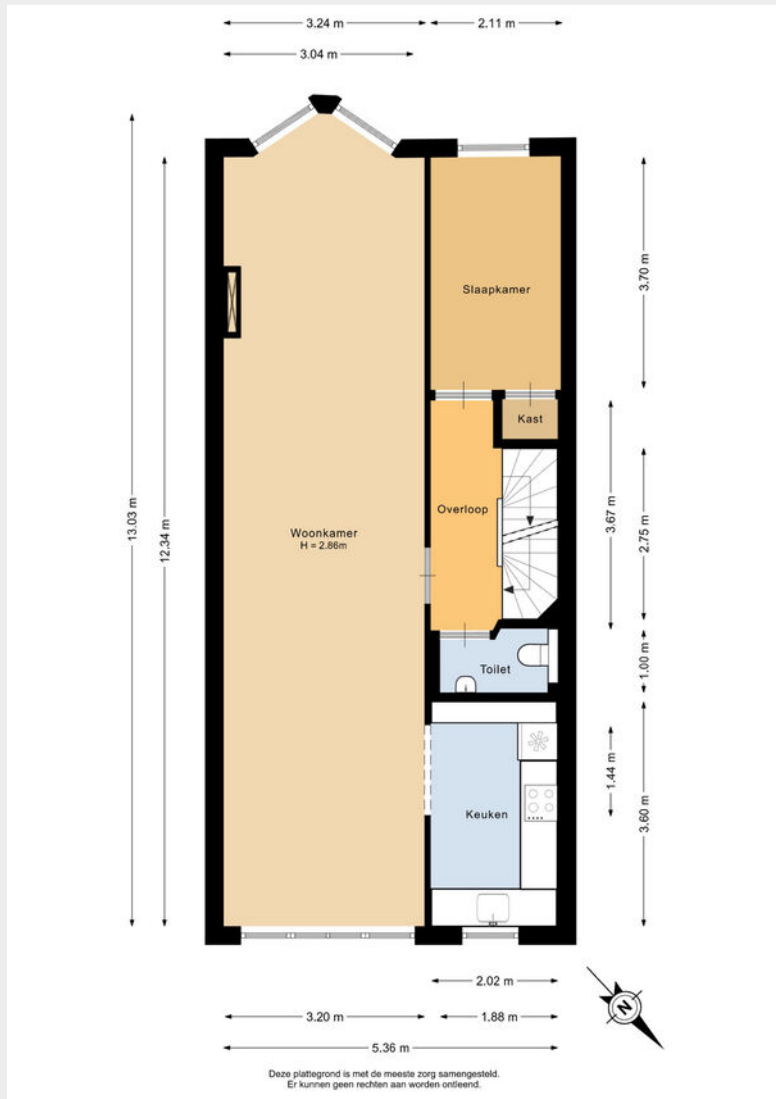 3.24 m
2.11 m
3.04 m
13.03 m
12.34 m
3.70 m
Slaapkamer
Kast
Overloop
3.67 m
2.75 m
Woonkamer
H = 2.86m
Toilet
1.00 m
Keuken
1.44 m
3.60 m
2.02 m
3.20 m
1.88 m
5.36 m
N
Deze plattegrond is met de meeste zorg samengesteld.
Er kunnen geen rechten aan worden ontleend.